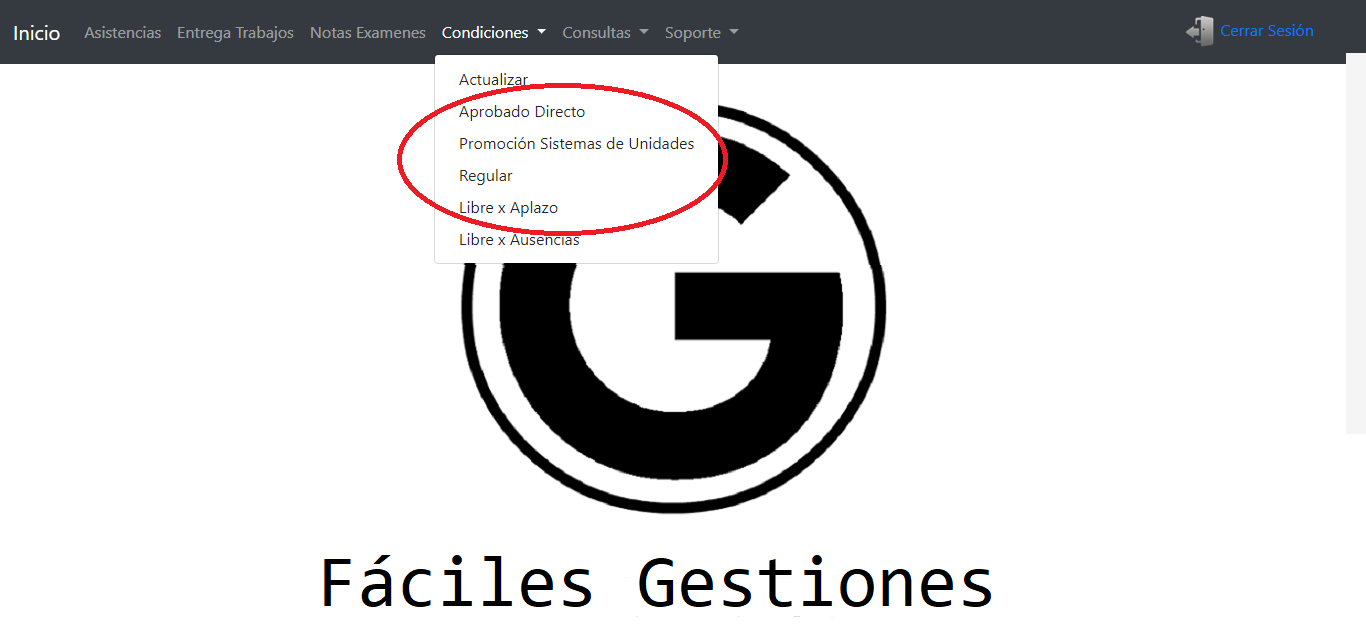 Inicio Asistencias Entrega Trabajos Notas Examenes Condiciones Consultas Soporte Cerrar Sesión
Actualizar
Aprobado Directo
Promoción Sistemas de Unidades
Regular
Libre x Aplazo
Libre x Ausencias
G
Fáciles Gestiones